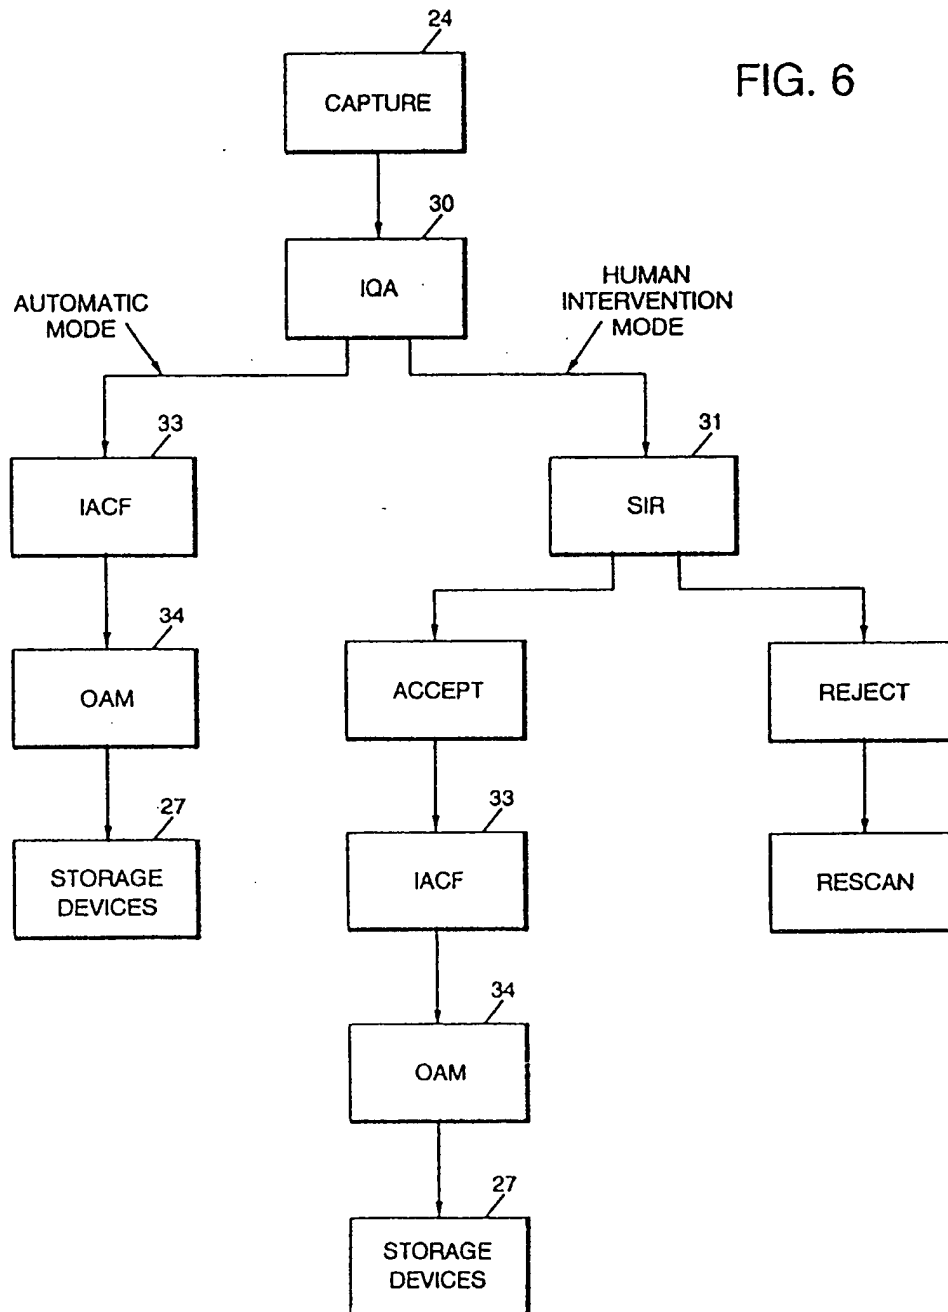 FIG. 6
24
CAPTURE
30
IQA
AUTOMATIC
MODE
HUMAN
INTERVENTION
MODE
33
IACF
31
SIR
34
OAM
ACCEPT
REJECT
27
STORAGE
DEVICES
33
IACF
RESCAN
34
OAM
27
STORAGE
DEVICES